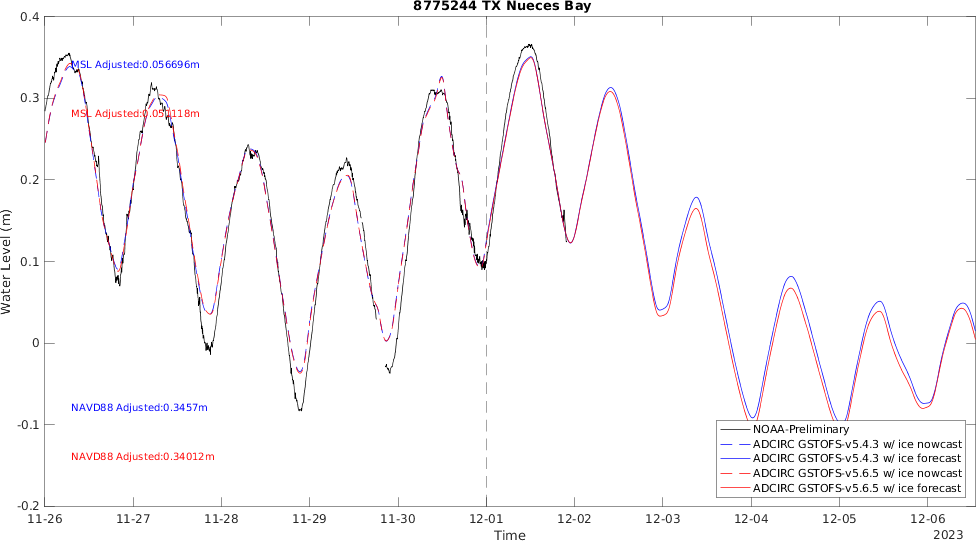 8775244 TX Nueces Bay
0.4
0.3
0.2
0.1
0
-0.1
-0.2
Water Level (m)
MSL Adjusted:0.056696m
MSL Adjusted:0.051118m
NAVD88 Adjusted:0.3457m
NAVD88 Adjusted:0.34012m
NOAA-Preliminary
ADCIRC GSTOFS-v5.4.3 w/ ice nowcast
ADCIRC GSTOFS-v5.4.3 w/ ice forecast
ADCIRC GSTOFS-v5.6.5 w/ ice nowcast
ADCIRC GSTOFS-v5.6.5 w/ ice forecast
11-26 11-27 11-28 11-29 11-30 12-01 12-02 12-03 12-04 12-05 12-06
Time
2023